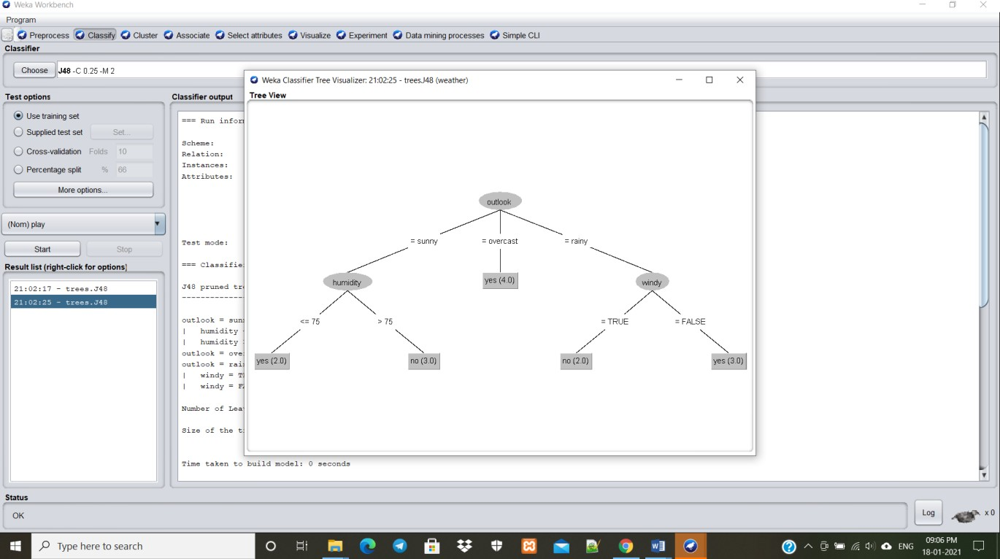 Weka Workbench
Program
Preprocess Classify Cluster Associate Select attributes Visualize Experiment Data mining processes Simple CLI
Classifier
Choose J48 -C 0.25 -M 2
Test options
Use training set
Supplied test set Set...
Cross-validation Folds 10
Percentage split % 66
More options...
(Nom) play
Start Stop
Result list (right-click for options)
21:02:17 - trees.J48
21:02:25 - trees.J48
Classifier output
=== Run infor
Scheme:
Relation:
Instances:
Attributes:
Test mode:
=== Classifie
J48 pruned tre
outlook = sun
| humidity
| humidity
outlook = ove
outlook = rai
| windy = T
| windy = F
Number of Lea
Size of the t
Time taken to build model: 0 seconds
Weka Classifier Tree Visualizer: 21:02:25 - trees.J48 (weather)
Tree View
outlook
= sunny = overcast = rainy
humidity yes (4.0) windy
<= 75 > 75 = TRUE = FALSE
yes (2.0) no (3.0) no (2.0) yes (3.0)
Status
OK
Log x 0
Type here to search
ENG
09:06 PM
18-01-2021